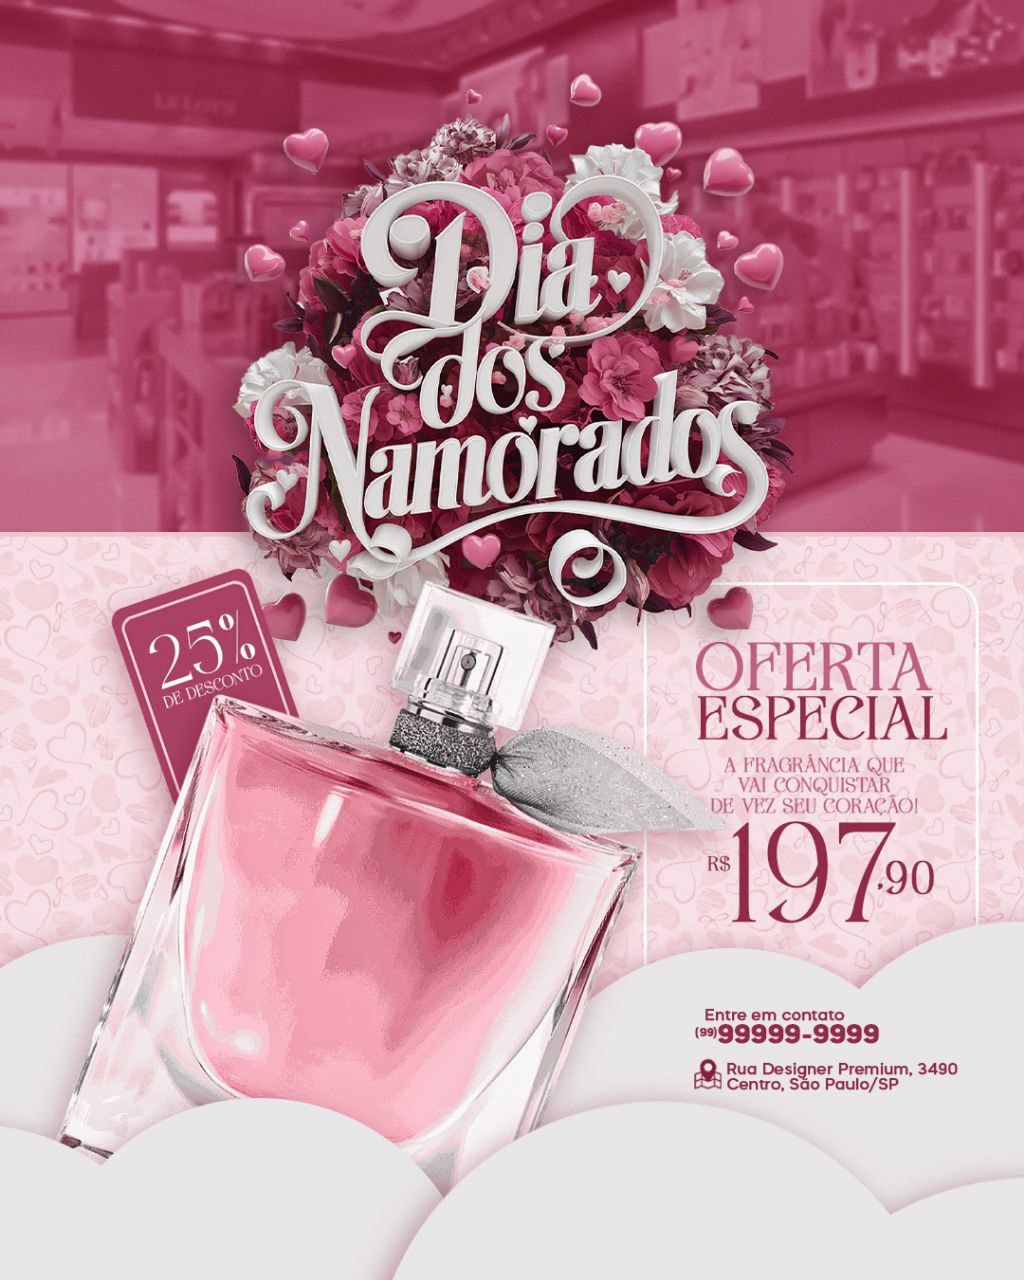 Dia
dos
Namorados
25%
DE DESCONTO
OFERTA
ESPECIAL
A FRAGRÂNCIA QUE
VAI CONQUISTAR
DE VEZ SEU CORAÇÃO!
R$197,90
Entre em contato
(99)99999-9999
Rua Designer Premium, 3490
Centro, São Paulo/SP